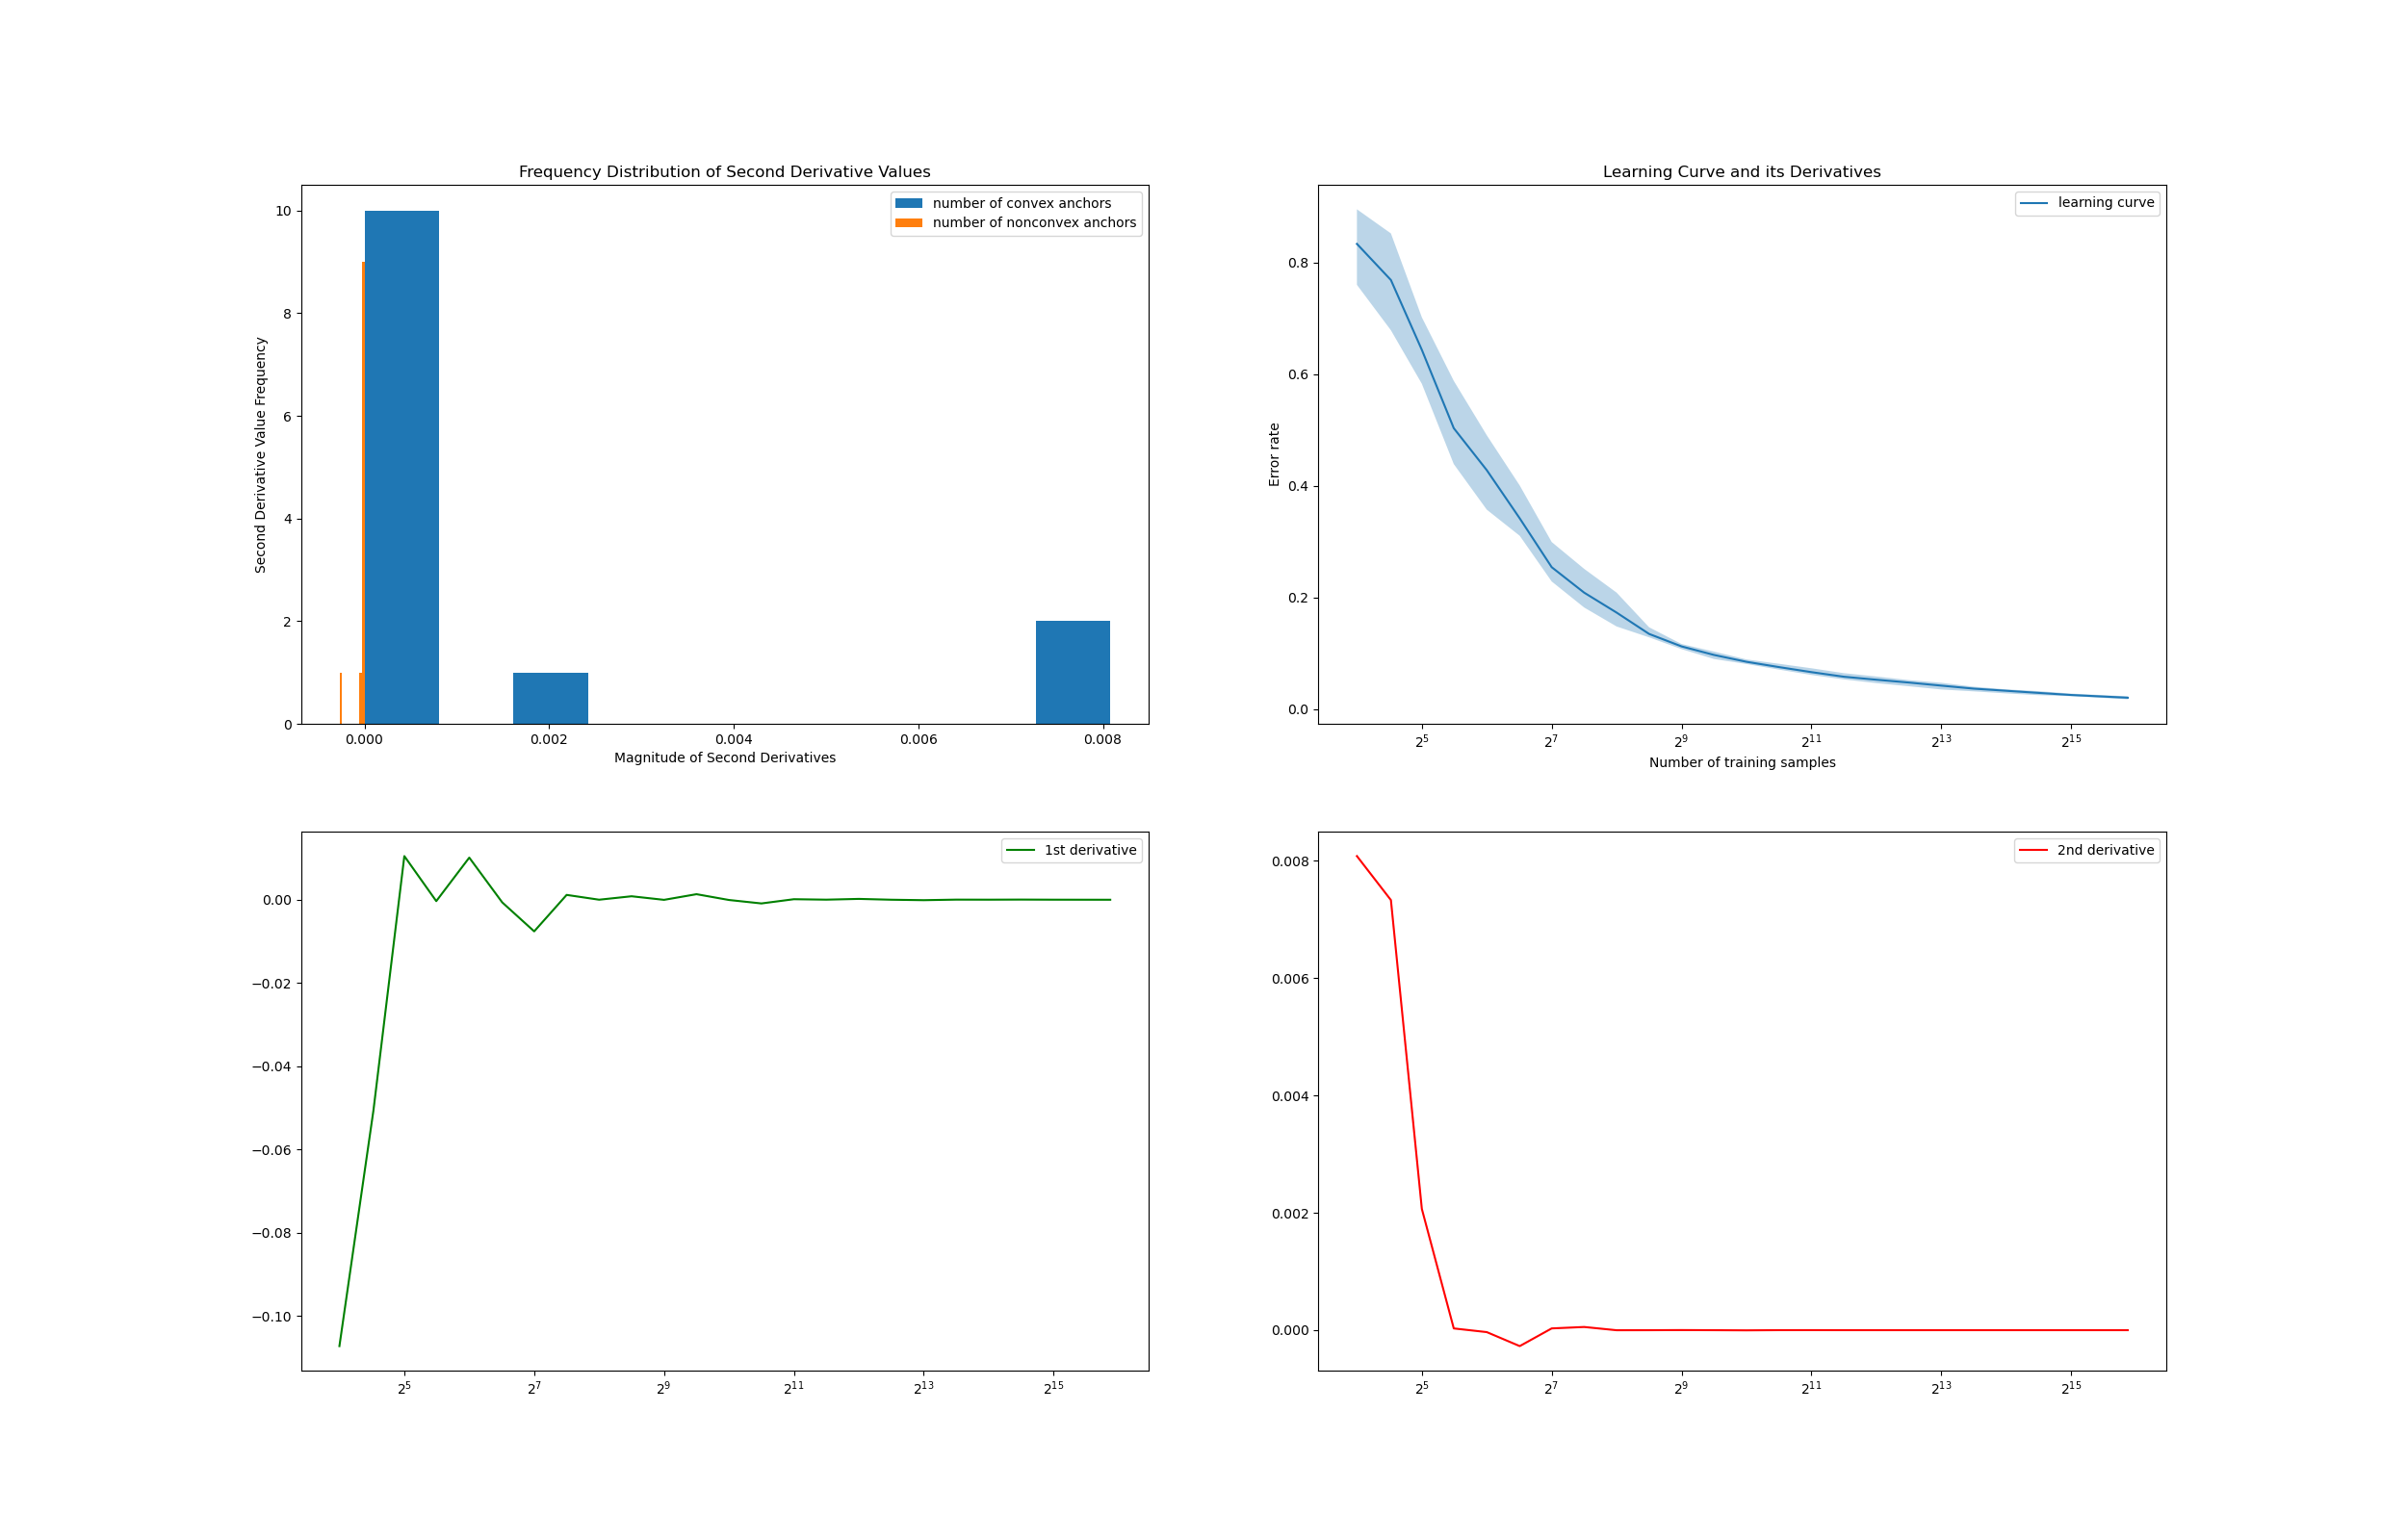 Frequency Distribution of Second Derivative Values
number of convex anchors
number of nonconvex anchors
10
8
6
4
2
0
Second Derivative Value Frequency
0.000 0.002 0.004 0.006 0.008
Magnitude of Second Derivatives
Learning Curve and its Derivatives
learning curve
0.8
0.6
0.4
0.2
0.0
Error rate
2^5 2^7 2^9 2^11 2^13 2^15
Number of training samples
1st derivative
0.00
−0.02
−0.04
−0.06
−0.08
−0.10
2^5 2^7 2^9 2^11 2^13 2^15
2nd derivative
0.008
0.006
0.004
0.002
0.000
2^5 2^7 2^9 2^11 2^13 2^15